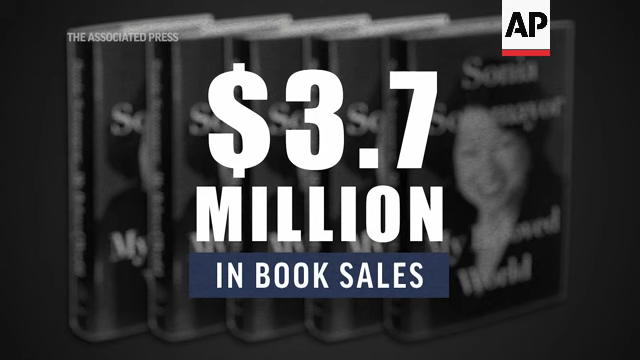 THE ASSOCIATED PRESS
AP
$3.7
MILLION
IN BOOK SALES
Sonia
Sotomayor
My Beloved
World